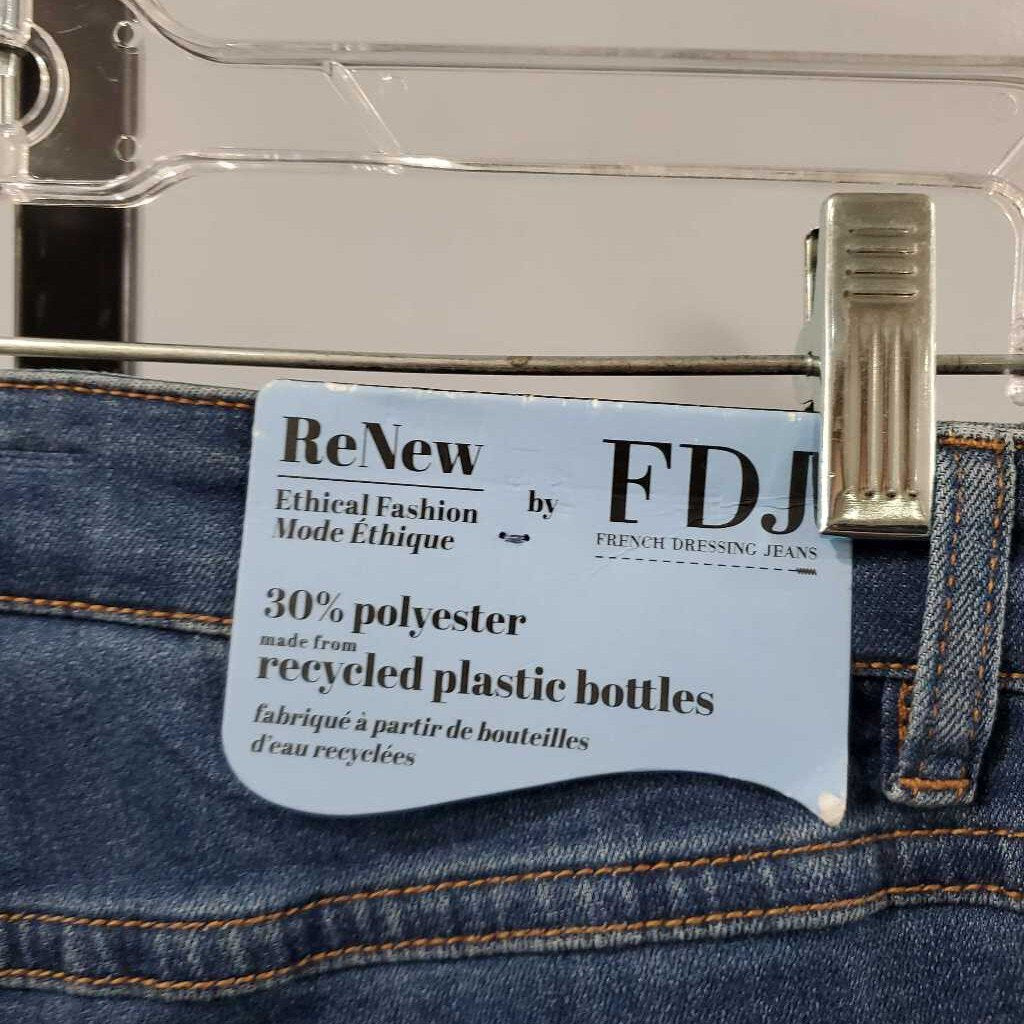 ReNew
Ethical Fashion
Mode Éthique
by
FDJ
FRENCH DRESSING JEANS
30% polyester
made from
recycled plastic bottles
fabriqué à partir de bouteilles
d'eau recyclées